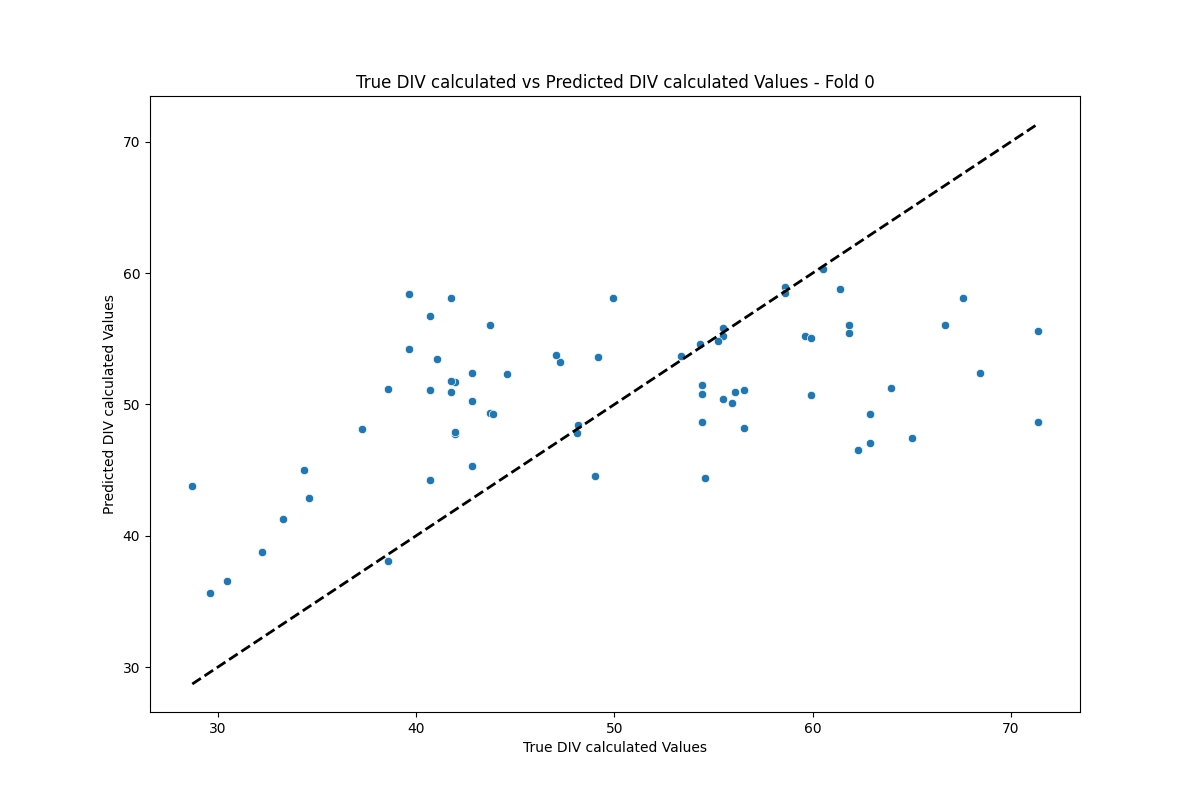 True DIV calculated vs Predicted DIV calculated Values - Fold 0
Predicted DIV calculated Values
70
60
50
40
30
30 40 50 60 70
True DIV calculated Values